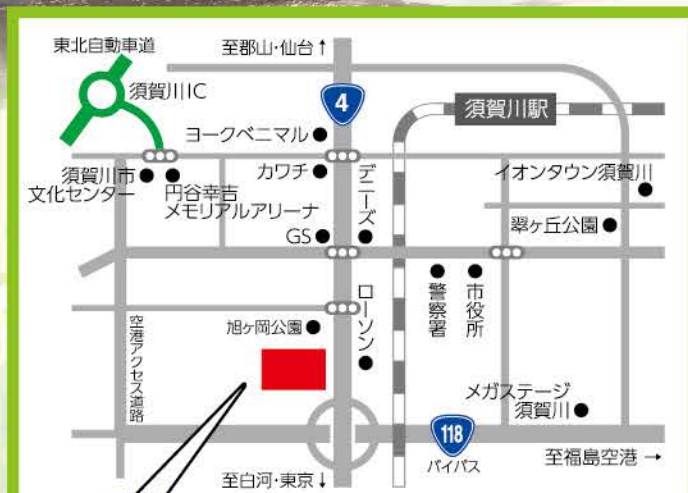 東北自動車道
至郡山・仙台↑
須賀川IC
4
須賀川駅
ヨークベニマル
カワチ
デニーズ
イオンタウン須賀川
須賀川市
文化センター
円谷幸吉
メモリアルアリーナ
GS
翠ヶ丘公園
警察署
市役所
ローソン
旭ヶ岡公園
空港アクセス道路
メガステージ
須賀川
118
バイパス
至福島空港→
至白河・東京↓